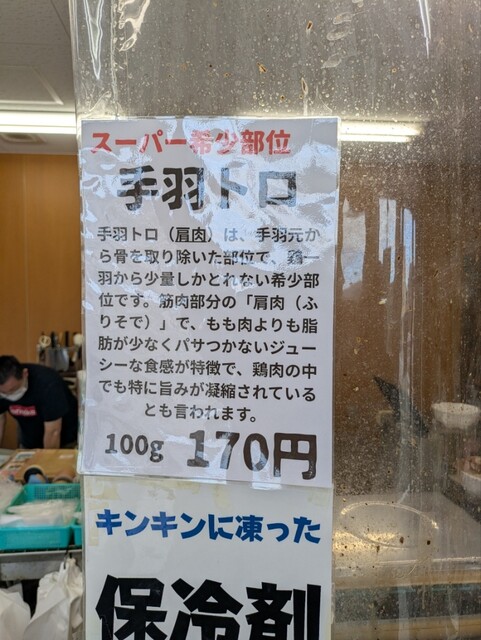 スーパー希少部位
手羽トロ
手羽トロ（肩肉）は、手羽元か
ら骨を取り除いた部位で、鶏一
羽から少量しかとれない希少部
位です。筋肉部分の「肩肉（ふ
りそで）」で、もも肉よりも脂
肪が少なくパサつかないジュー
シーな食感が特徴で、鶏肉の中
でも特に旨みが凝縮されている
とも言われます。
100g 170円
キンキンに凍った
保冷剤